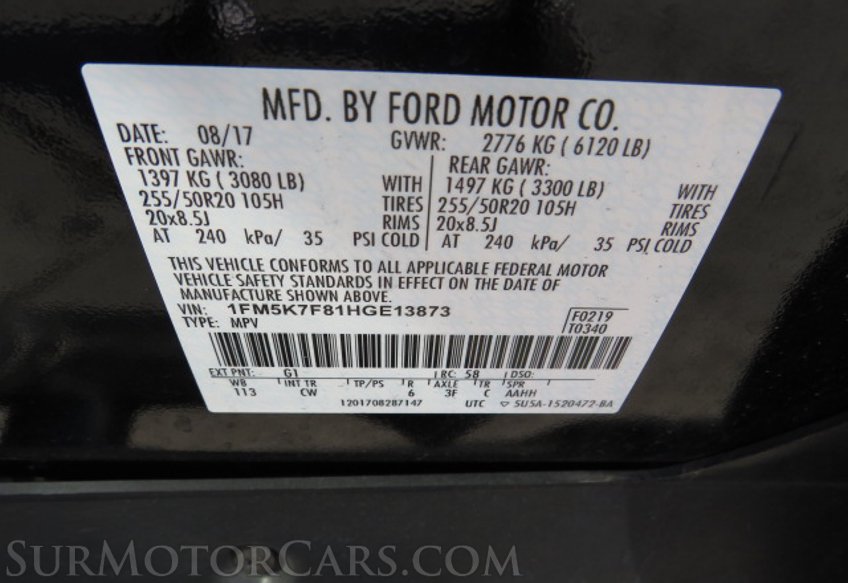 MFD. BY FORD MOTOR CO.
DATE: 08/17 GVWR: 2776 KG ( 6120 LB)
FRONT GAWR: REAR GAWR:
1397 KG ( 3080 LB) WITH 1497 KG ( 3300 LB) WITH
255/50R20 105H TIRES 255/50R20 105H TIRES
20x8.5J RIMS 20x8.5J RIMS
AT 240 kPa/ 35 PSI COLD AT 240 kPa/ 35 PSI COLD
THIS VEHICLE CONFORMS TO ALL APPLICABLE FEDERAL MOTOR
VEHICLE SAFETY STANDARDS IN EFFECT ON THE DATE OF
MANUFACTURE SHOWN ABOVE.
VIN: 1FM5K7F81HGE13873 F0219
TYPE: MPV T0340
EXT PNT: G1 RC: 58 DSO:
WB INT TR TP/PS R AXLE TR SPR
113 CW 6 3F C AAHH
1201708287147 UTC SU5A-1520472-BA
SURMOTORCARS.COM